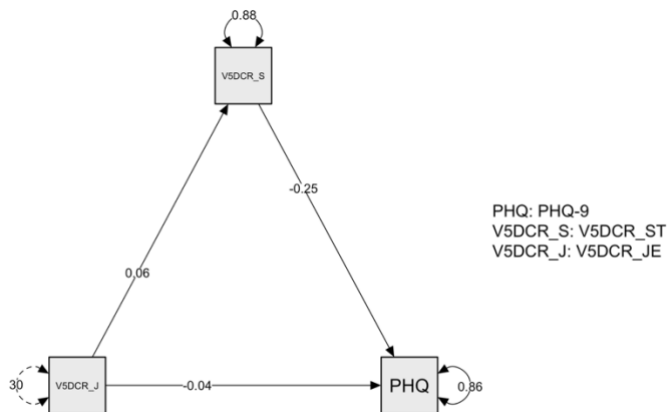 0.88
V5DCR_S
-0.25
PHQ: PHQ-9
V5DCR_S: V5DCR_ST
V5DCR_J: V5DCR_JE
0.06
30
V5DCR_J
-0.04
PHQ
0.86